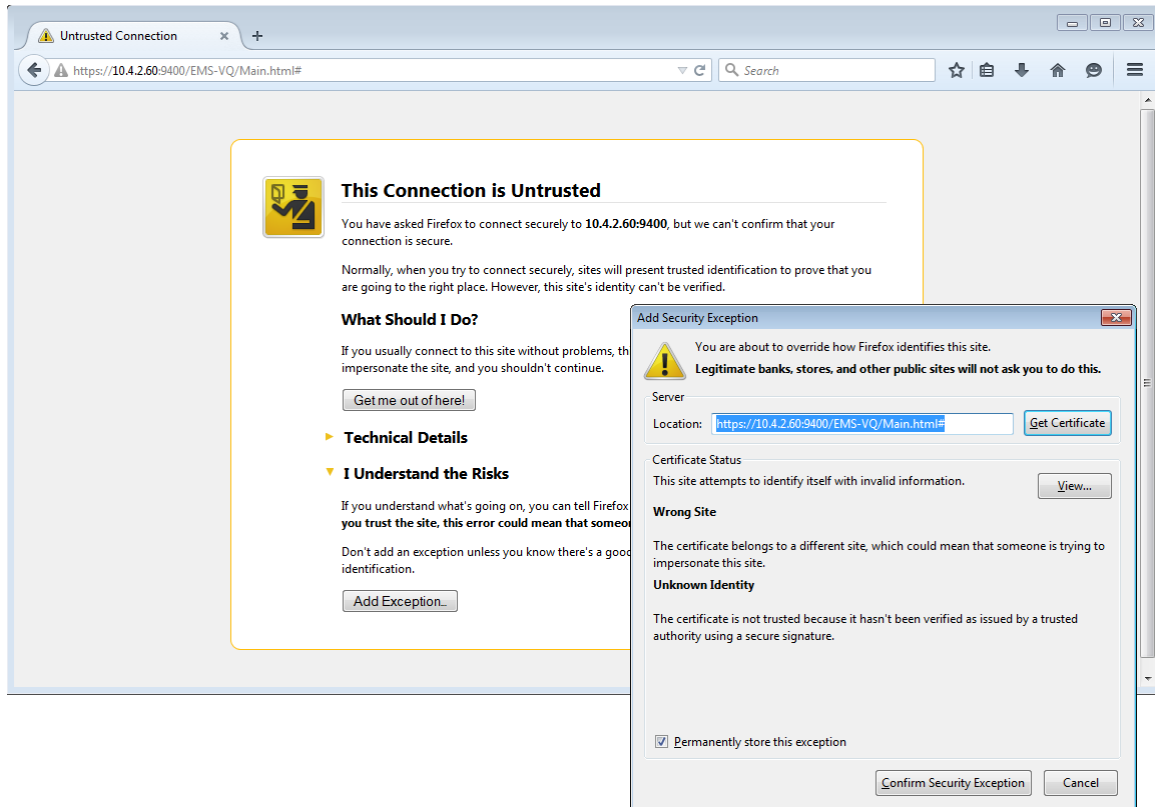 Untrusted Connection
https://10.4.2.60:9400/EMS-VQ/Main.html#
Search
This Connection is Untrusted
You have asked Firefox to connect securely to 10.4.2.60:9400, but we can't confirm that your
connection is secure.
Normally, when you try to connect securely, sites will present trusted identification to prove that you
are going to the right place. However, this site's identity can't be verified.
What Should I Do?
If you usually connect to this site without problems, th
impersonate the site, and you shouldn't continue.
Get me out of here!
Technical Details
I Understand the Risks
If you understand what's going on, you can tell Firefox
you trust the site, this error could mean that someo
Don't add an exception unless you know there's a good
identification.
Add Exception...
Add Security Exception
You are about to override how Firefox identifies this site.
Legitimate banks, stores, and other public sites will not ask you to do this.
Server
Location: https://10.4.2.60:9400/EMS-VQ/Main.html# Get Certificate
Certificate Status
This site attempts to identify itself with invalid information.
View...
Wrong Site
The certificate belongs to a different site, which could mean that someone is trying to
impersonate this site.
Unknown Identity
The certificate is not trusted because it hasn't been verified as issued by a trusted
authority using a secure signature.
Permanently store this exception
Confirm Security Exception Cancel